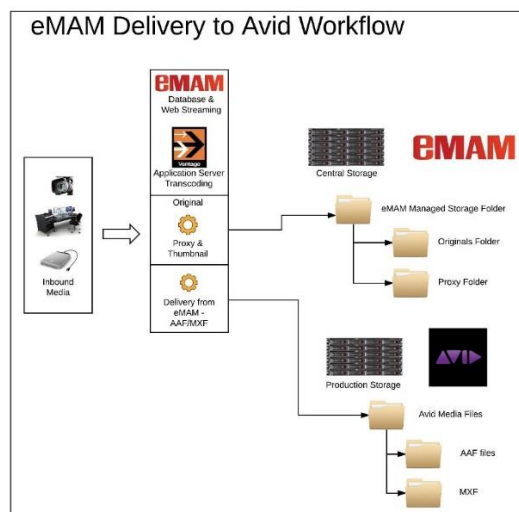 eMAM Delivery to Avid Workflow
eMAM
Database &
Web Streaming
Vantage
Application Server
Transcoding
Original
Proxy &
Thumbnail
Delivery from
eMAM -
AAF/MXF
Inbound
Media
Central Storage
eMAM
eMAM Managed Storage Folder
Originals Folder
Proxy Folder
Production Storage
AVID
Avid Media Files
AAF files
MXF